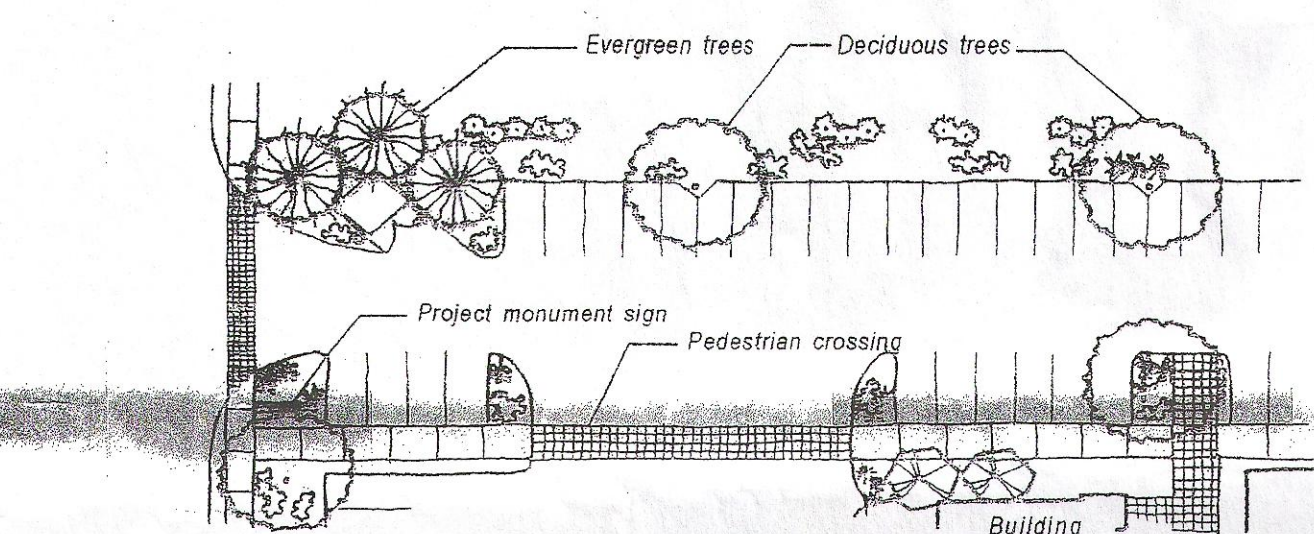 Evergreen trees
Deciduous trees
Project monument sign
Pedestrian crossing
Building